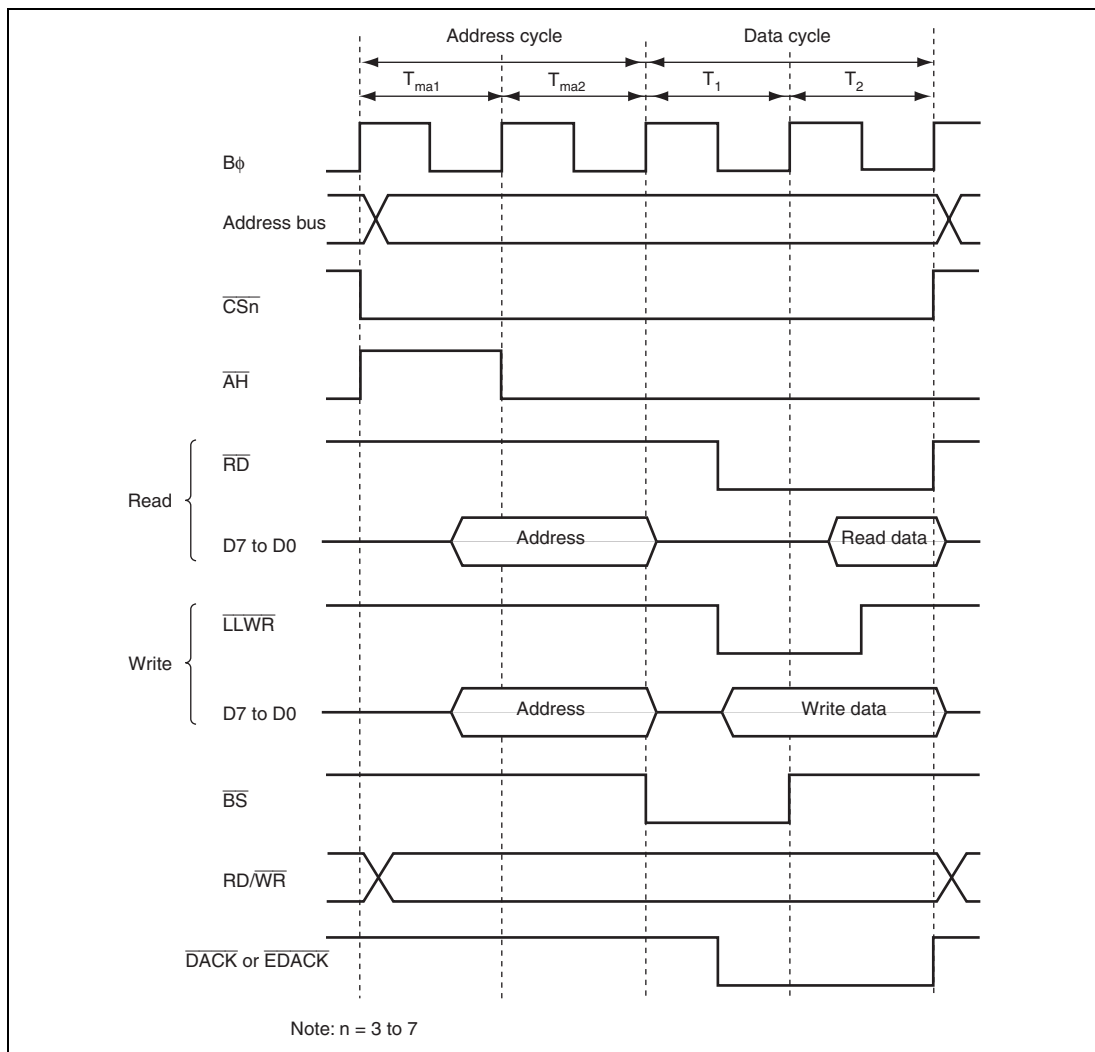 Address cycle Data cycle
Tma1 Tma2 T1 T2
Bφ
Address bus
CSn
AH
RD
Read
D7 to D0 Address Read data
LLWR
Write
D7 to D0 Address Write data
BS
RD/WR
DACK or EDACK
Note: n = 3 to 7